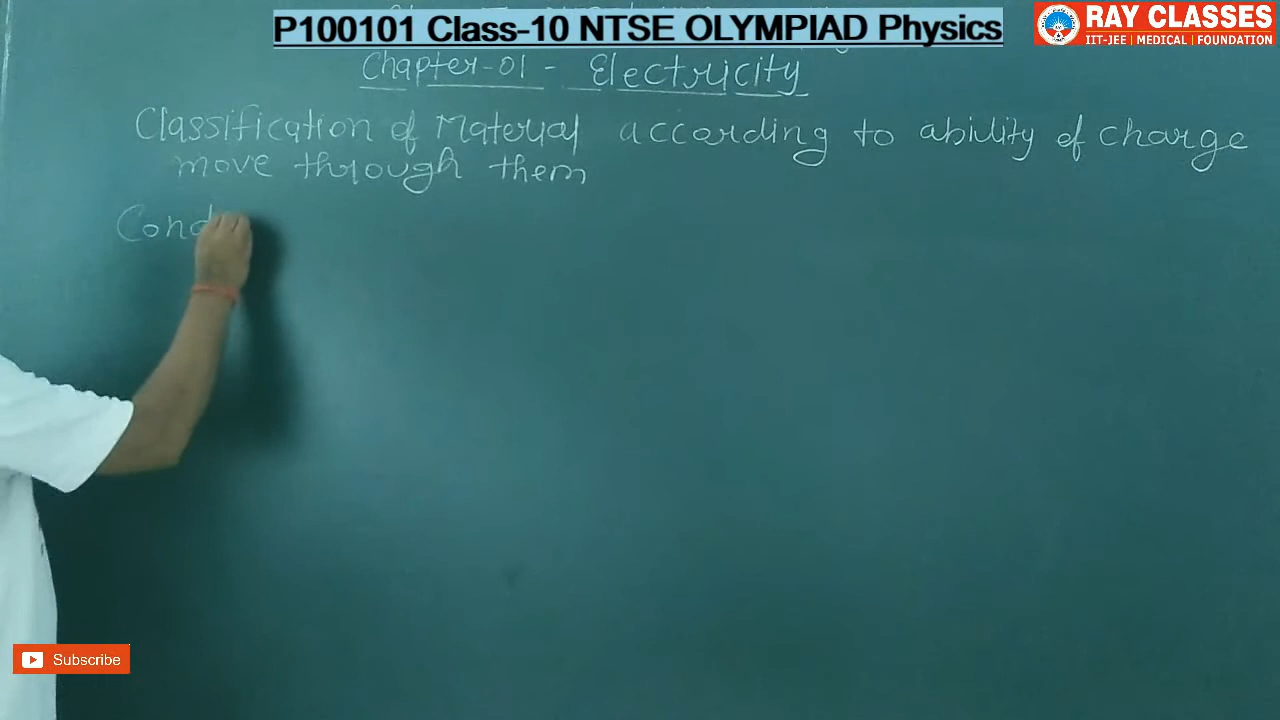 P100101 Class-10 NTSE OLYMPIAD Physics
RAY CLASSES
IIT-JEE | MEDICAL | FOUNDATION
Chapter-01 - Electricity
Classification of Material according to ability of charge
move through them
Cond
Subscribe